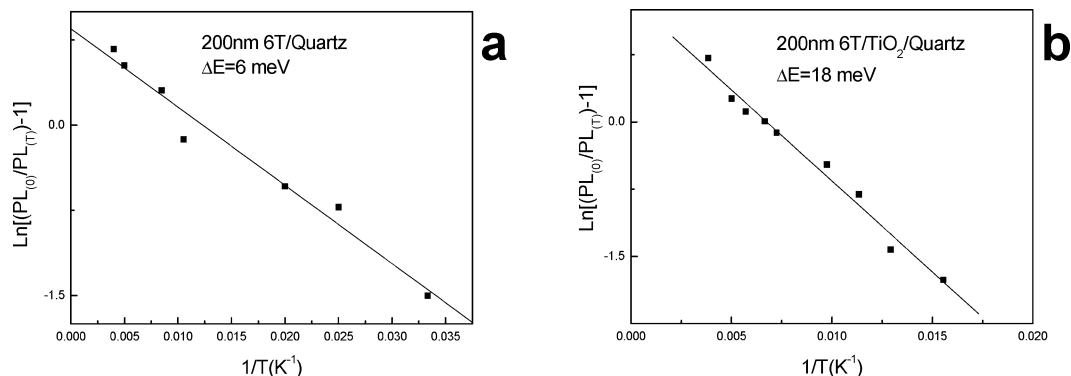 a
200nm 6T/Quartz
ΔE=6 meV
Ln[(PL(0)/PL(T))-1]
0.0
-1.5
0.000 0.005 0.010 0.015 0.020 0.025 0.030 0.035
1/T(K-1)
b
200nm 6T/TiO2/Quartz
ΔE=18 meV
Ln[(PL(0)/PL(T))-1]
0.0
-1.5
0.000 0.005 0.010 0.015 0.020
1/T(K-1)